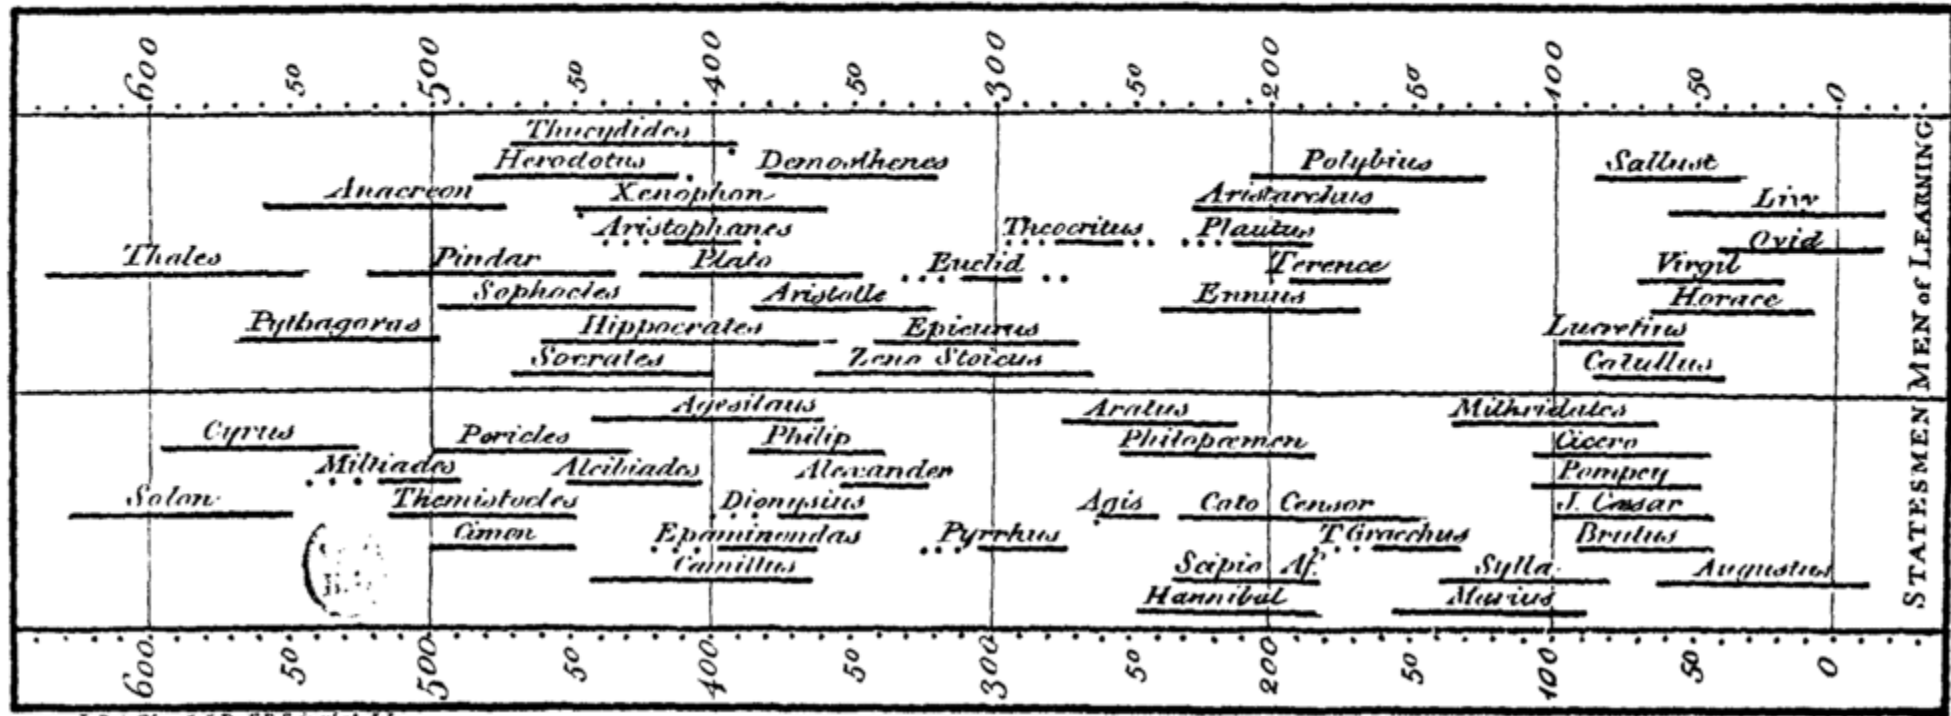 600 50 500 50 400 50 300 50 200 50 100 50 0
Thucydides
Herodotus Demosthenes Polybius Sallust
Anacreon Xenophon Aristarchus Livy
Aristophanes Theocritus Plautus Ovid
Thales Pindar Plato Euclid Terence Virgil
Sophocles Aristotle Ennius Horace
Pythagoras Hippocrates Epicurus Lucretius
Socrates Zeno Stoicus Catullus
MEN of LEARNING
Agesilaus Aratus Mithridates
Cyrus Pericles Philip Philopœmen Cicero
Miltiades Alcibiades Alexander Pompey
Solon Themistocles Dionysius Agis Cato Censor J. Cæsar
Cimon Epaminondas Pyrrhus T Gracchus Brutus
Camillus Scipio Af. Sylla Augustus
Hannibal Marius
STATESMEN
600 50 500 50 400 50 300 50 200 50 100 50 0